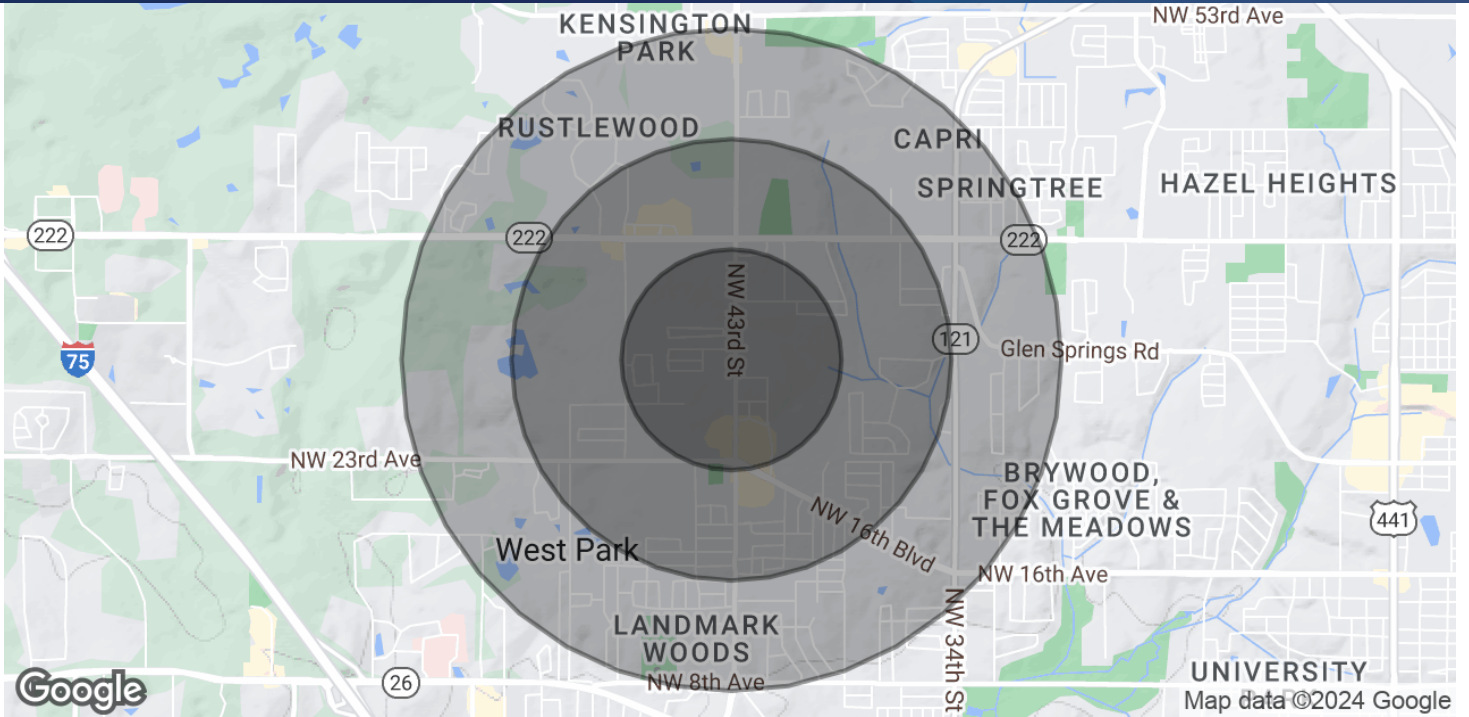 NW 53rd Ave
KENSINGTON
PARK
RUSTLEWOOD
CAPRI
SPRINGTREE
HAZEL HEIGHTS
222
222
222
NW 43rd St
121
Glen Springs Rd
75
NW 23rd Ave
BRYWOOD,
FOX GROVE &
THE MEADOWS
441
NW 16th Blvd
West Park
NW 16th Ave
NW 34th St
LANDMARK
WOODS
UNIVERSITY
NW 8th Ave
26
Google
Map data ©2024 Google